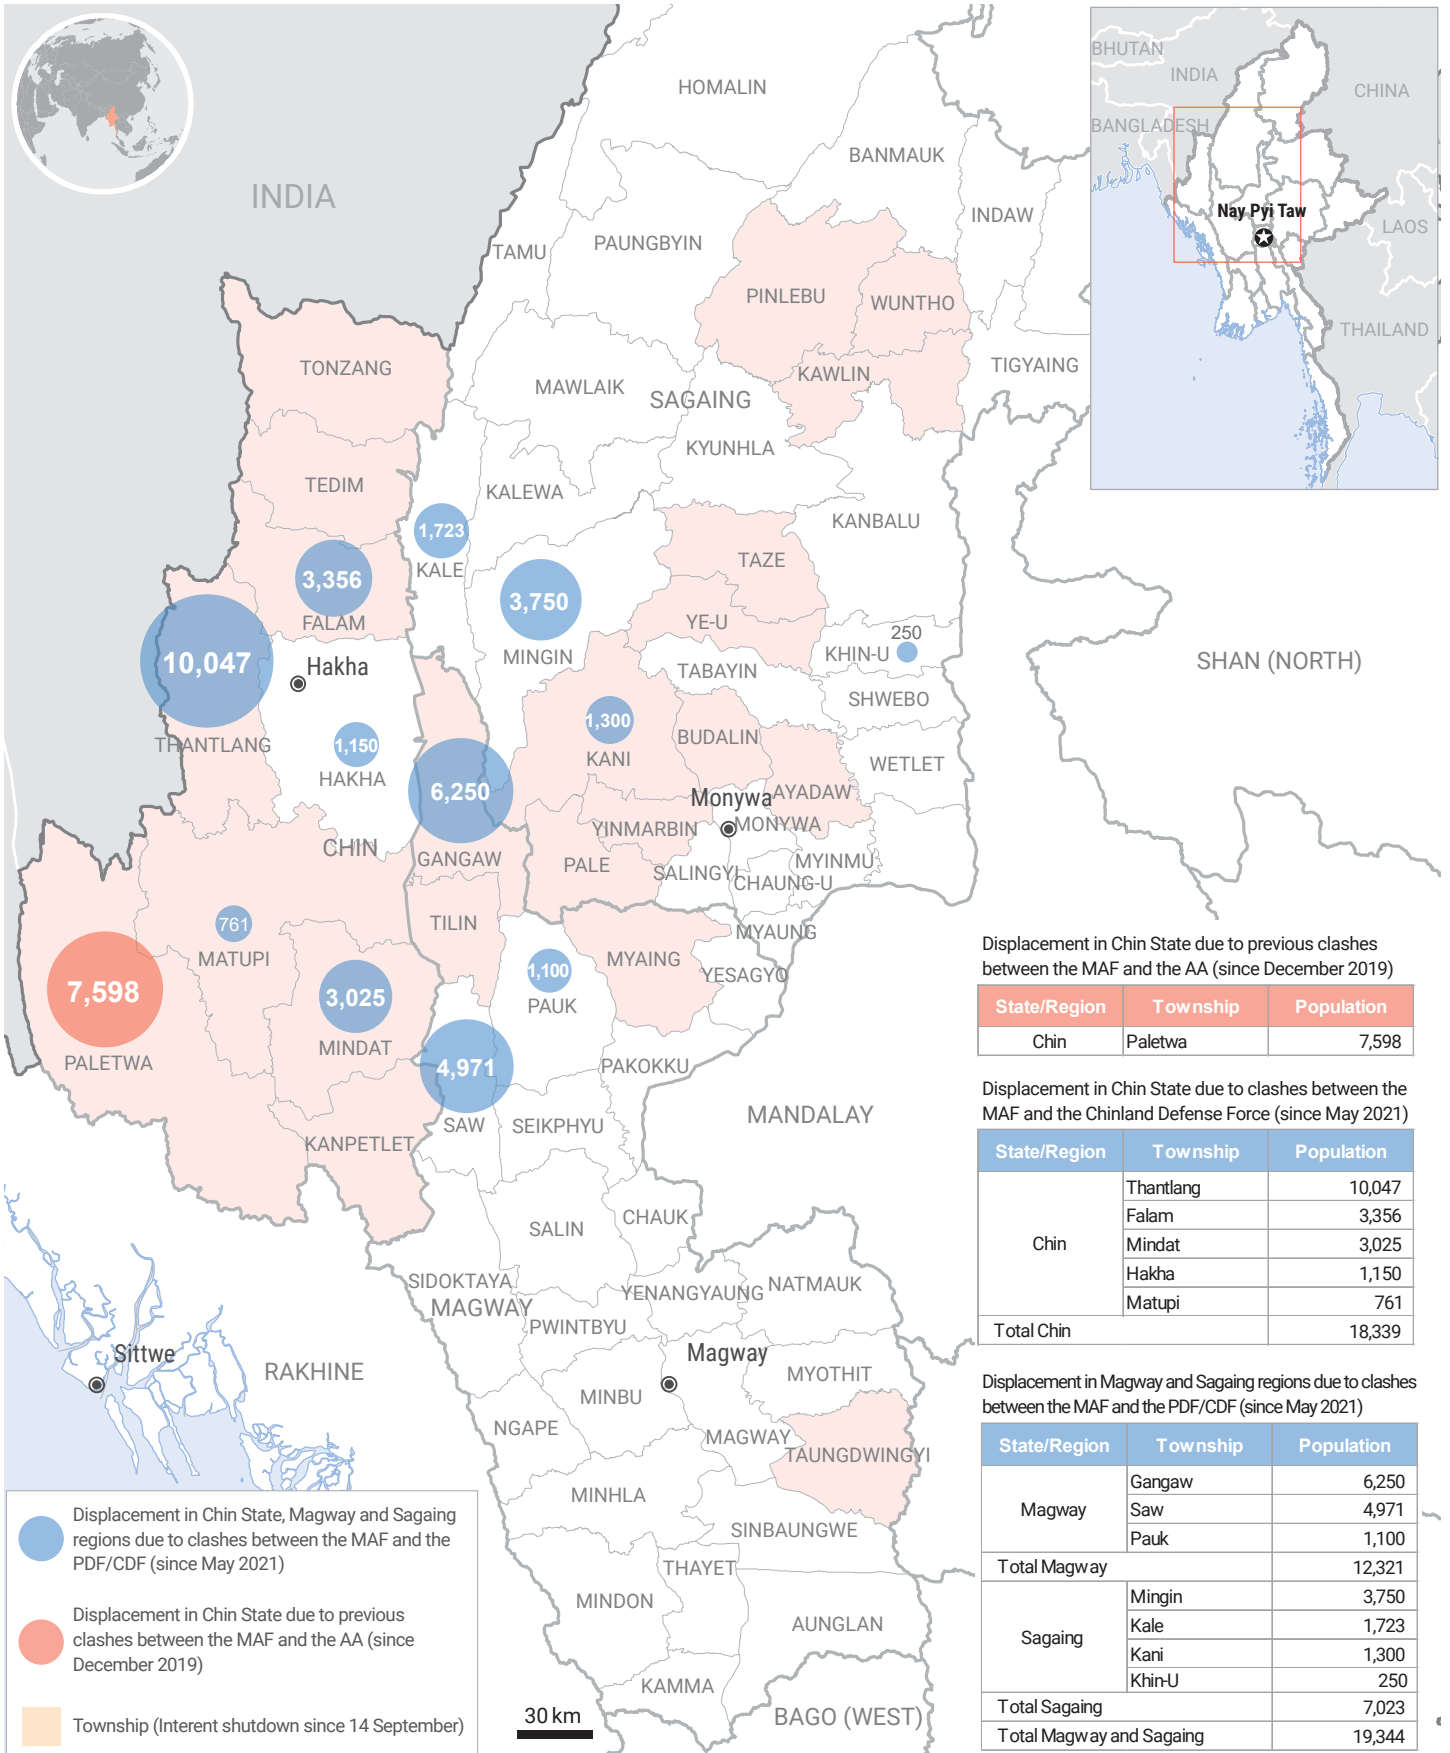 BHUTAN
INDIA
CHINA
BANGLADESH
Nay Pyi Taw
LAOS
THAILAND
INDIA
HOMALIN
BANMAUK
INDAW
TAMU
PAUNGBYIN
PINLEBU
WUNTHO
TONZANG
MAWLAIK
SAGAING
KAWLIN
TIGYAING
KYUNHLA
TEDIM
KALEWA
KANBALU
1,723
KALE
TAZE
3,356
FALAM
3,750
MINGIN
YE-U
250
KHIN-U
10,047
THANTLANG
Hakha
TABAYIN
SHWEBO
SHAN (NORTH)
1,150
HAKHA
1,300
KANI
BUDALIN
WETLET
6,250
GANGAW
Monywa
AYADAW
MONYWA
YINMARBIN
CHIN
PALE
SALINGYI
MYINMU
CHAUNG-U
761
MATUPI
TILIN
MYAUNG
MYAING
YESAGYO
7,598
PALETWA
3,025
MINDAT
1,100
PAUK
4,971
SAW
PAKOKKU
SEIKPHYU
MANDALAY
KANPETLET
SALIN
CHAUK
SIDOKTAYA
MAGWAY
YENANGYAUNG
NATMAUK
PWINTBYU
Sittwe
RAKHINE
Magway
MYOTHIT
MINBU
NGAPE
MAGWAY
TAUNGDWINGYI
MINHLA
SINBAUNGWE
THAYET
MINDON
AUNGLAN
KAMMA
BAGO (WEST)
30 km
Displacement in Chin State due to previous clashes
between the MAF and the AA (since December 2019)
State/Region Township Population
Chin Paletwa 7,598
Displacement in Chin State due to clashes between the
MAF and the Chinland Defense Force (since May 2021)
State/Region Township Population
Thantlang 10,047
Falam 3,356
Chin Mindat 3,025
Hakha 1,150
Matupi 761
Total Chin 18,339
Displacement in Magway and Sagaing regions due to clashes
between the MAF and the PDF/CDF (since May 2021)
State/Region Township Population
Gangaw 6,250
Magway Saw 4,971
Pauk 1,100
Total Magway 12,321
Mingin 3,750
Sagaing Kale 1,723
Kani 1,300
Khin-U 250
Total Sagaing 7,023
Total Magway and Sagaing 19,344
Displacement in Chin State, Magway and Sagaing
regions due to clashes between the MAF and the
PDF/CDF (since May 2021)
Displacement in Chin State due to previous
clashes between the MAF and the AA (since
December 2019)
Township (Interent shutdown since 14 September)